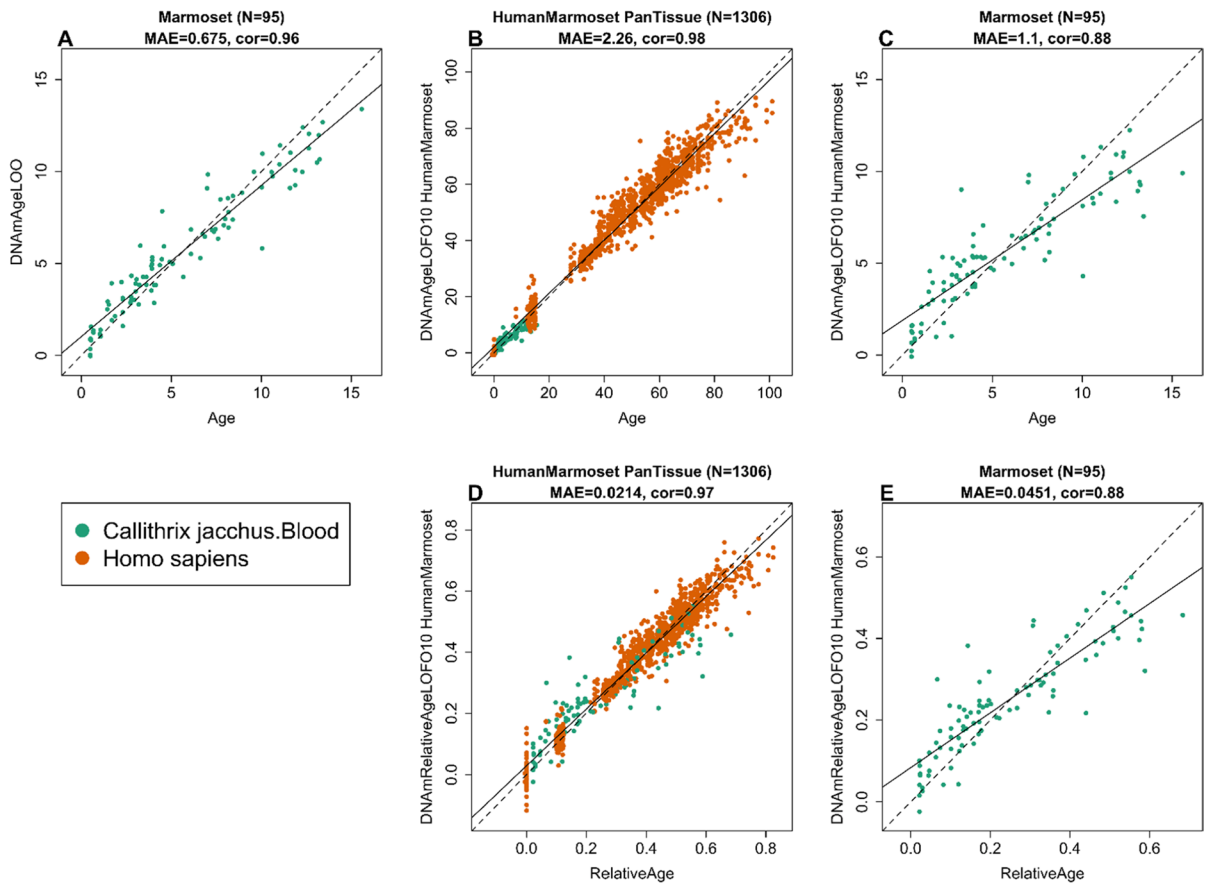 Marmoset (N=95)
A
MAE=0.675, cor=0.96
DNAmAgeLOO
0
5
10
15
0
5
10
15
Age
HumanMarmoset PanTissue (N=1306)
B
MAE=2.26, cor=0.98
DNAmAgeLOFO10 HumanMarmoset
0
20
40
60
80
100
0
20
40
60
80
100
Age
Marmoset (N=95)
C
MAE=1.1, cor=0.88
DNAmAgeLOFO10 HumanMarmoset
0
5
10
15
0
5
10
15
Age
Callithrix jacchus.Blood
Homo sapiens
HumanMarmoset PanTissue (N=1306)
D
MAE=0.0214, cor=0.97
DNAmRelativeAgeLOFO10 HumanMarmoset
0.0
0.2
0.4
0.6
0.8
0.0
0.2
0.4
0.6
0.8
RelativeAge
Marmoset (N=95)
E
MAE=0.0451, cor=0.88
DNAmRelativeAgeLOFO10 HumanMarmoset
0.0
0.2
0.4
0.6
0.0
0.2
0.4
0.6
RelativeAge